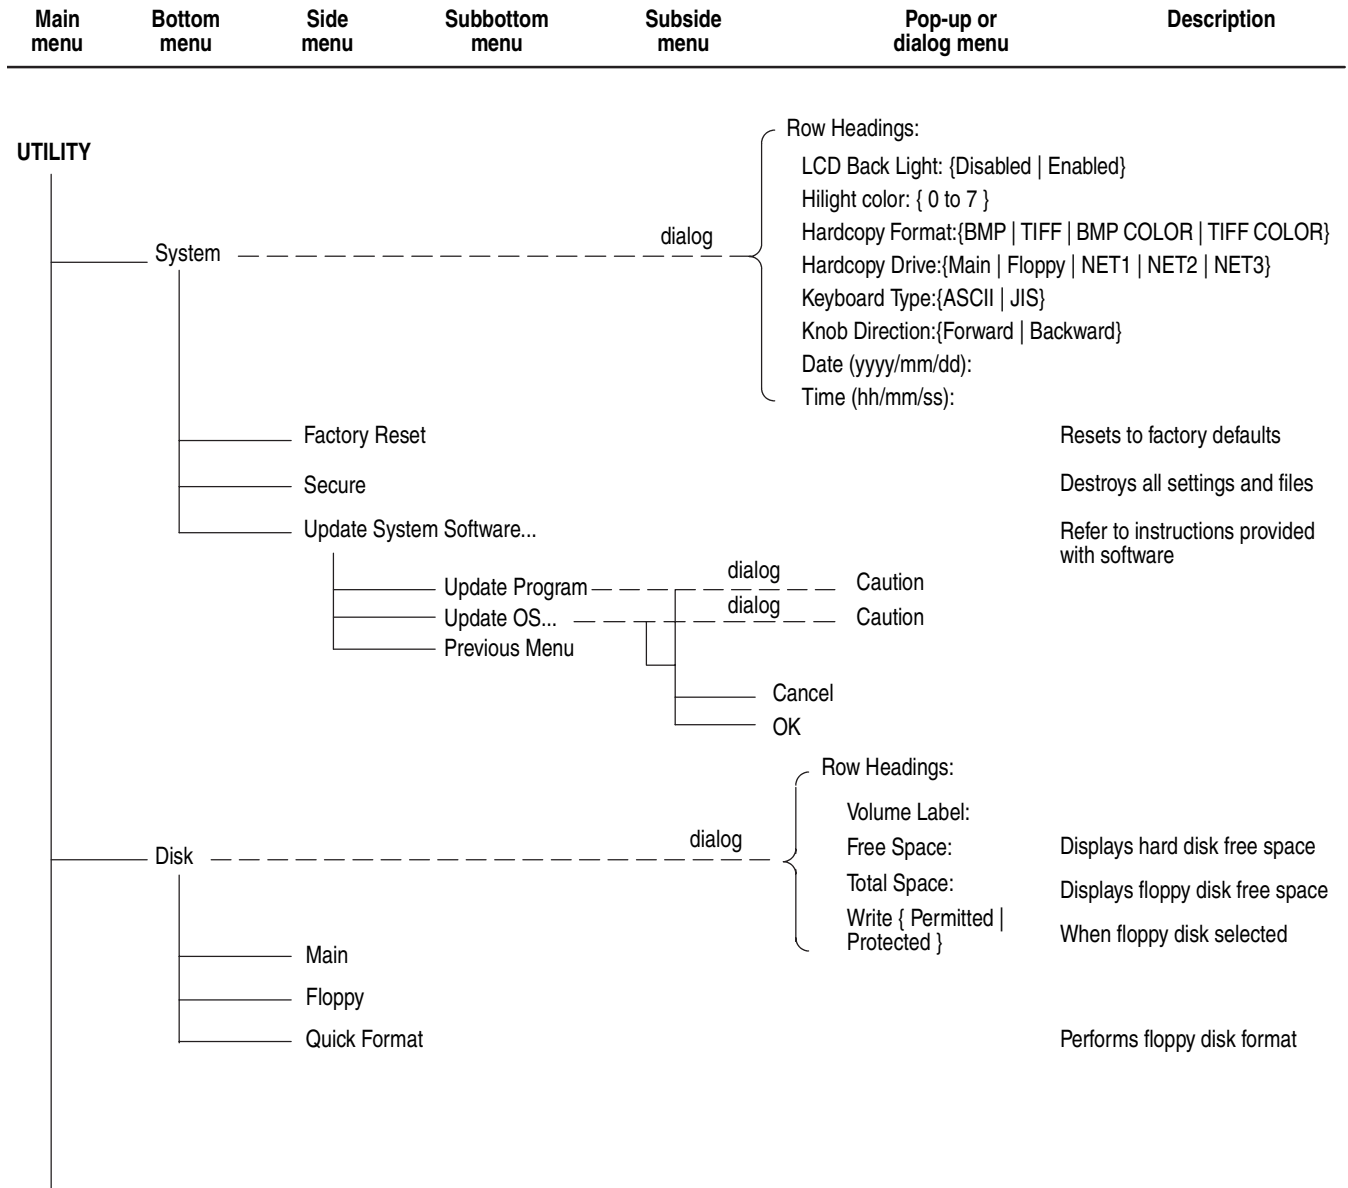 Main menu	Bottom menu	Side menu	Subbottom menu	Subside menu	Pop-up or dialog menu	Description
UTILITY
System
dialog
Row Headings:
LCD Back Light: {Disabled | Enabled}
Hilight color: { 0 to 7 }
Hardcopy Format:{BMP | TIFF | BMP COLOR | TIFF COLOR}
Hardcopy Drive:{Main | Floppy | NET1 | NET2 | NET3}
Keyboard Type:{ASCII | JIS}
Knob Direction:{Forward | Backward}
Date (yyyy/mm/dd):
Time (hh/mm/ss):
Factory Reset
Resets to factory defaults
Secure
Destroys all settings and files
Update System Software...
Refer to instructions provided
with software
Update Program
dialog
Caution
Update OS...
dialog
Caution
Previous Menu
Cancel
OK
Disk
dialog
Row Headings:
Volume Label:
Free Space:
Displays hard disk free space
Total Space:
Displays floppy disk free space
Write { Permitted |
Protected }
When floppy disk selected
Main
Floppy
Quick Format
Performs floppy disk format